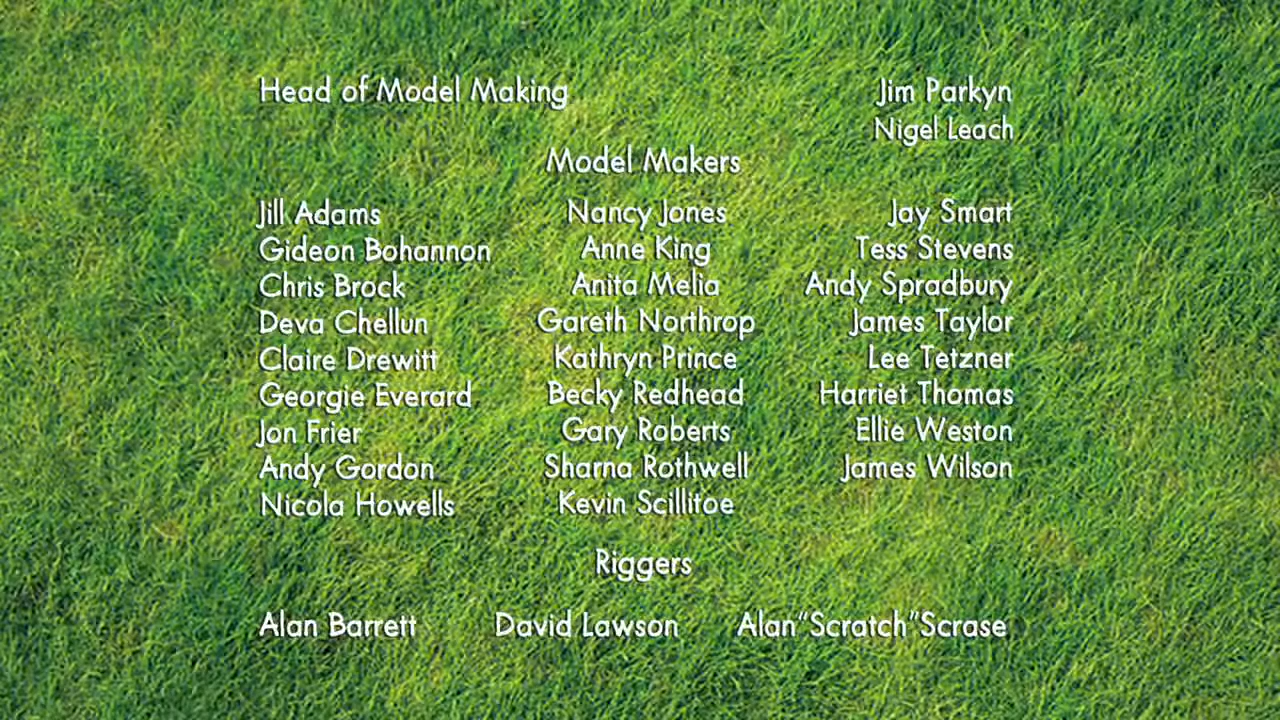 Head of Model Making Jim Parkyn
Nigel Leach
Model Makers
Jill Adams Nancy Jones Jay Smart
Gideon Bohannon Anne King Tess Stevens
Chris Brock Anita Melia Andy Spradbury
Deva Chellun Gareth Northrop James Taylor
Claire Drewitt Kathryn Prince Lee Tetzner
Georgie Everard Becky Redhead Harriet Thomas
Jon Frier Gary Roberts Ellie Weston
Andy Gordon Sharna Rothwell James Wilson
Nicola Howells Kevin Scillitoe
Riggers
Alan Barrett David Lawson Alan“Scratch”Scrase